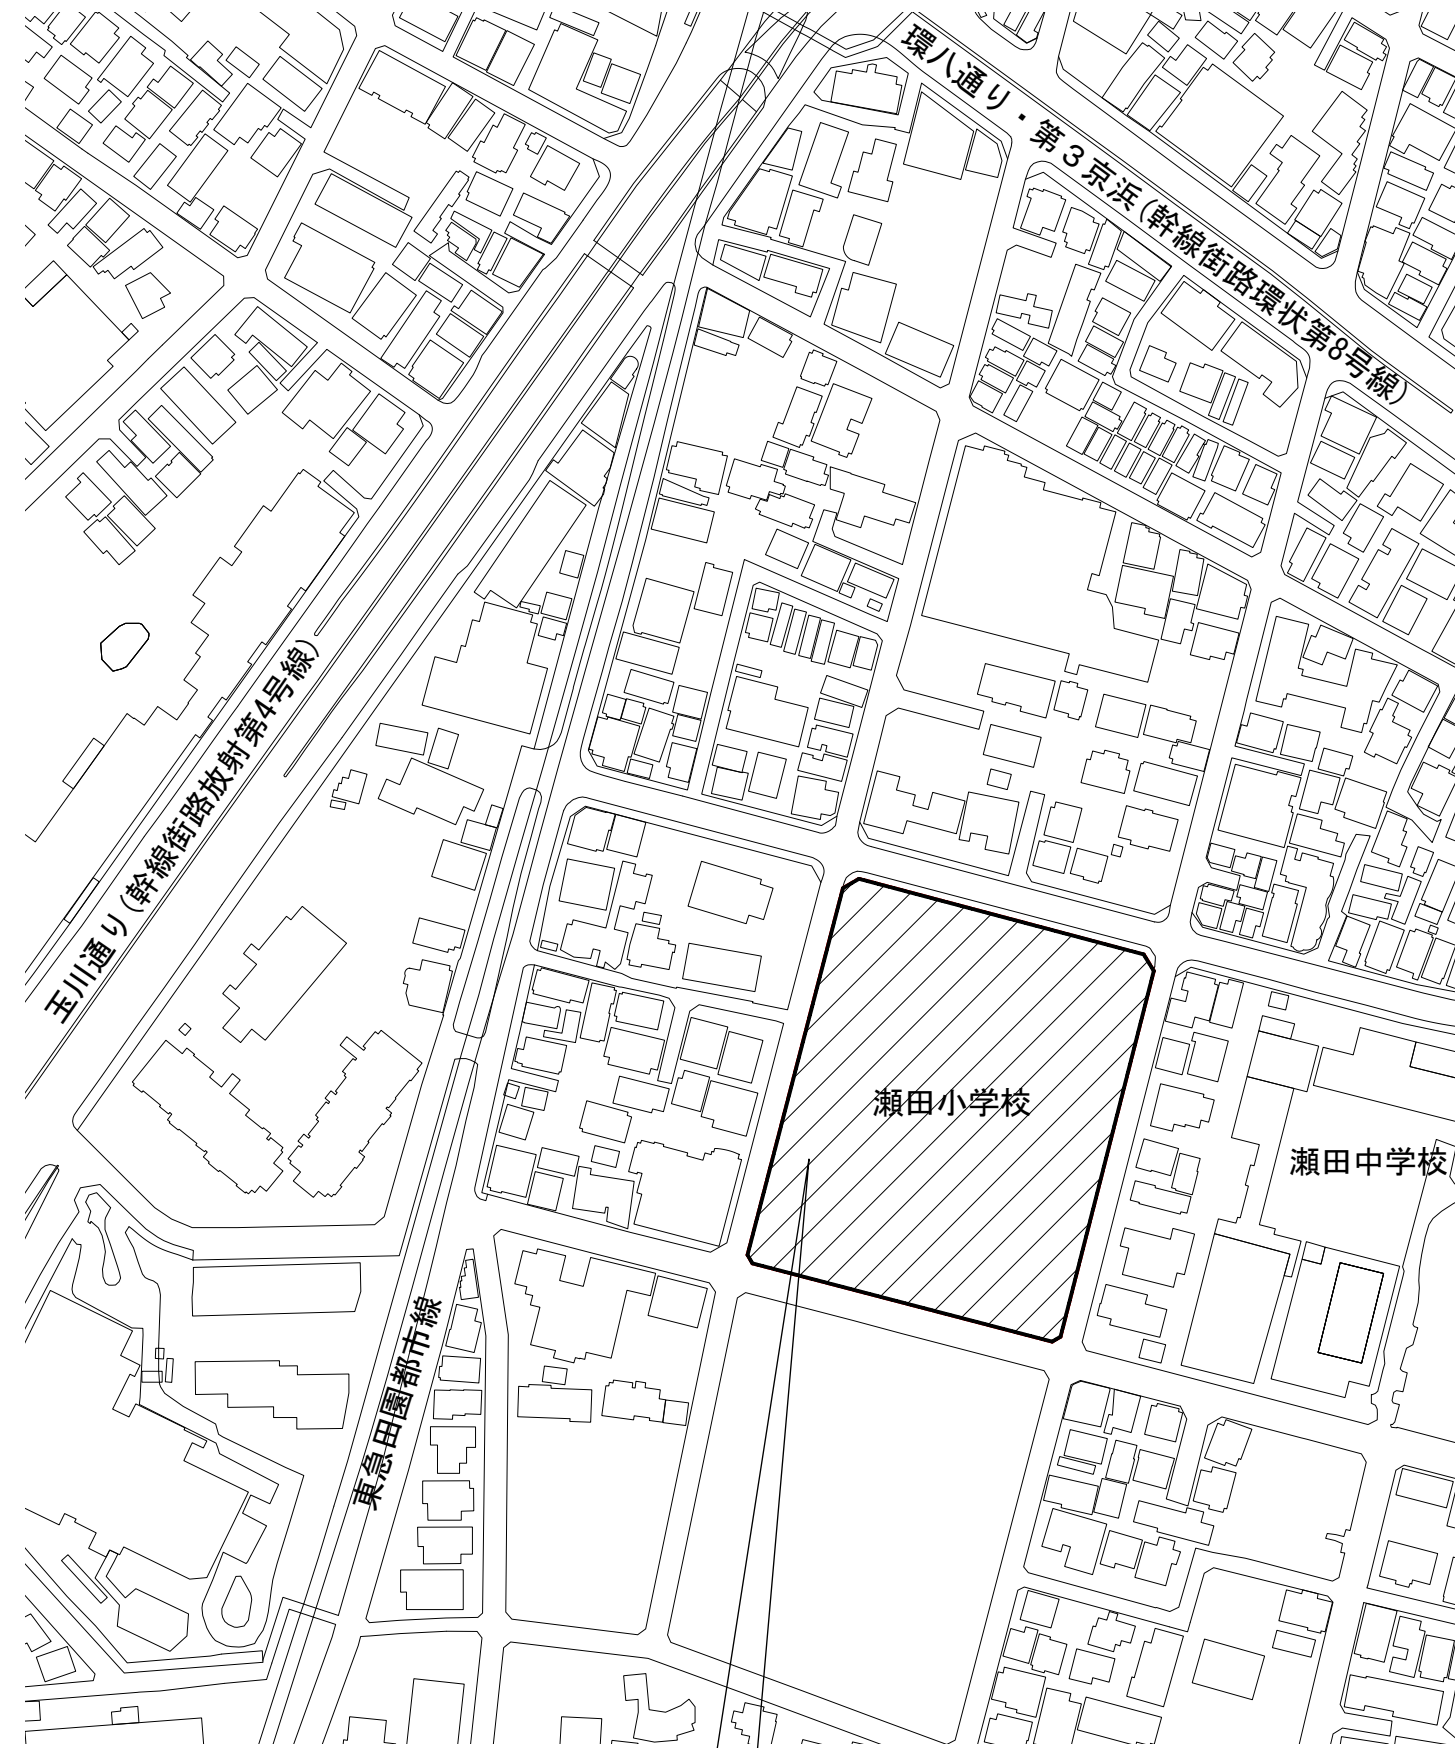 環八通り・第３京浜（幹線街路環状第8号線）
玉川通り（幹線街路放射第4号線）
瀬田小学校
瀬田中学校
東急田園都市線